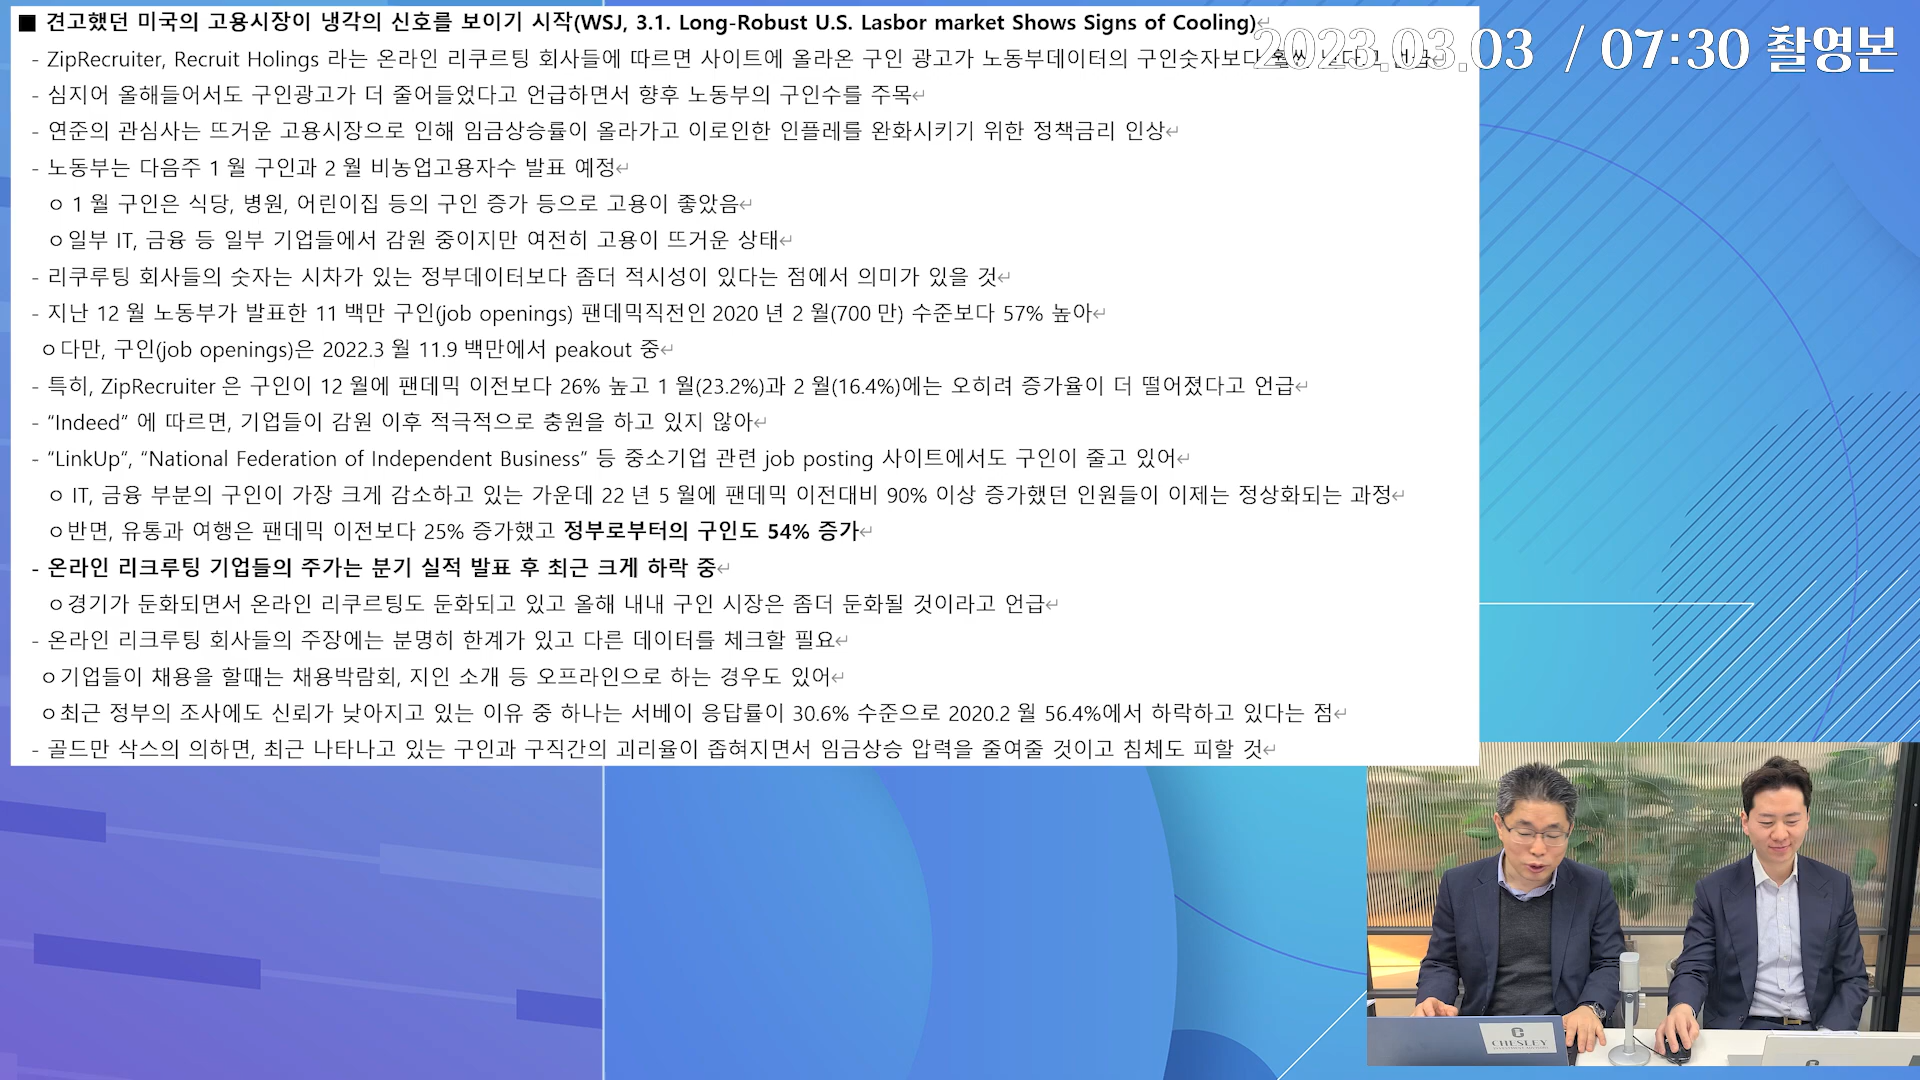 ■ 견고했던 미국의 고용시장이 냉각의 신호를 보이기 시작(WSJ, 3.1. Long-Robust U.S. Lasbor market Shows Signs of Cooling)
2023.03.03 / 07:30 촬영본
- ZipRecruiter, Recruit Holings 라는 온라인 리쿠르팅 회사들에 따르면 사이트에 올라온 구인 광고가 노동부데이터의 구인숫자보다
- 심지어 올해들어서도 구인광고가 더 줄어들었다고 언급하면서 향후 노동부의 구인수를 주목
- 연준의 관심사는 뜨거운 고용시장으로 인해 임금상승률이 올라가고 이로인한 인플레를 완화시키기 위한 정책금리 인상
- 노동부는 다음주 1 월 구인과 2 월 비농업고용자수 발표 예정
ㅇ 1 월 구인은 식당, 병원, 어린이집 등의 구인 증가 등으로 고용이 좋았음
ㅇ일부 IT, 금융 등 일부 기업들에서 감원 중이지만 여전히 고용이 뜨거운 상태
- 리쿠루팅 회사들의 숫자는 시차가 있는 정부데이터보다 좀더 적시성이 있다는 점에서 의미가 있을 것
- 지난 12 월 노동부가 발표한 11 백만 구인(job openings) 팬데믹직전인 2020 년 2 월(700 만) 수준보다 57% 높아
ㅇ다만, 구인(job openings)은 2022.3 월 11.9 백만에서 peakout 중
- 특히, ZipRecruiter 은 구인이 12 월에 팬데믹 이전보다 26% 높고 1 월(23.2%)과 2 월(16.4%)에는 오히려 증가율이 더 떨어졌다고 언급
- “Indeed” 에 따르면, 기업들이 감원 이후 적극적으로 충원을 하고 있지 않아
- “LinkUp”, “National Federation of Independent Business” 등 중소기업 관련 job posting 사이트에서도 구인이 줄고 있어
ㅇ IT, 금융 부분의 구인이 가장 크게 감소하고 있는 가운데 22 년 5 월에 팬데믹 이전대비 90% 이상 증가했던 인원들이 이제는 정상화되는 과정
ㅇ반면, 유통과 여행은 팬데믹 이전보다 25% 증가했고 정부로부터의 구인도 54% 증가
- 온라인 리크루팅 기업들의 주가는 분기 실적 발표 후 최근 크게 하락 중
ㅇ경기가 둔화되면서 온라인 리쿠르팅도 둔화되고 있고 올해 내내 구인 시장은 좀더 둔화될 것이라고 언급
- 온라인 리크루팅 회사들의 주장에는 분명히 한계가 있고 다른 데이터를 체크할 필요
ㅇ기업들이 채용을 할때는 채용박람회, 지인 소개 등 오프라인으로 하는 경우도 있어
ㅇ최근 정부의 조사에도 신뢰가 낮아지고 있는 이유 중 하나는 서베이 응답률이 30.6% 수준으로 2020.2 월 56.4%에서 하락하고 있다는 점
- 골드만 삭스의 의하면, 최근 나타나고 있는 구인과 구직간의 괴리율이 좁혀지면서 임금상승 압력을 줄여줄 것이고 침체도 피할 것
CHESLEY